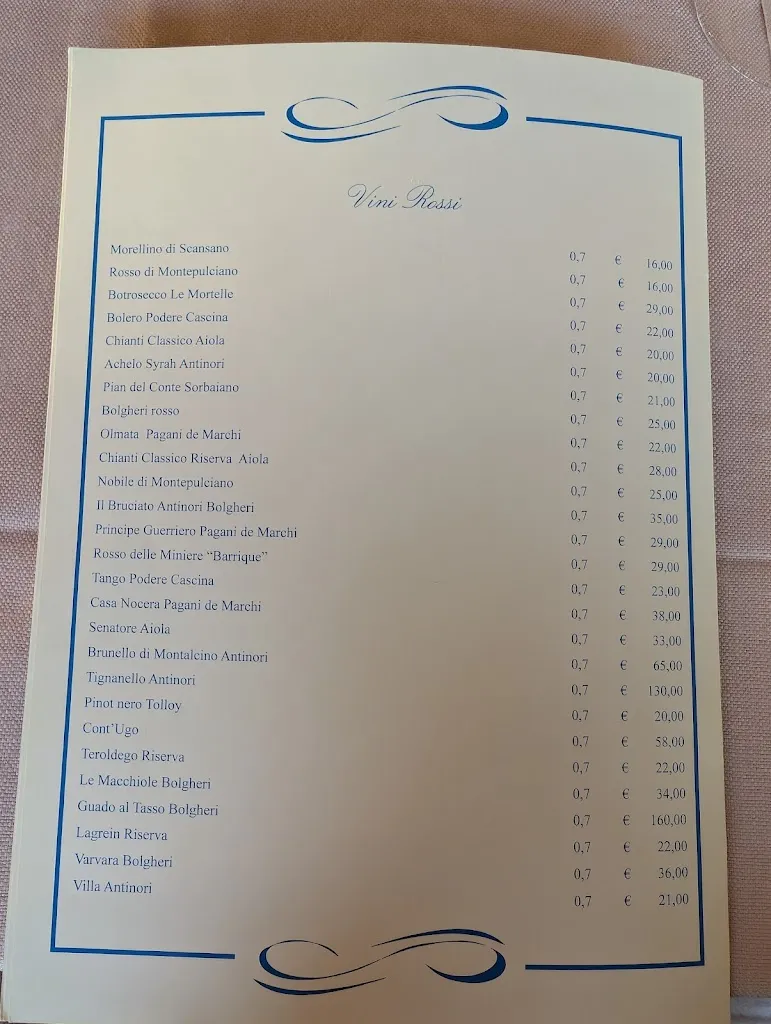 Vini Rossi
Morellino di Scansano 0,7 € 16,00
Rosso di Montepulciano 0,7 € 16,00
Botrosecco Le Mortelle 0,7 € 29,00
Bolero Podere Cascina 0,7 € 22,00
Chianti Classico Aiola 0,7 € 20,00
Achelo Syrah Antinori 0,7 € 20,00
Pian del Conte Sorbaiano 0,7 € 21,00
Bolgheri rosso 0,7 € 25,00
Olmata Pagani de Marchi 0,7 € 22,00
Chianti Classico Riserva Aiola 0,7 € 28,00
Nobile di Montepulciano 0,7 € 25,00
Il Bruciato Antinori Bolgheri 0,7 € 35,00
Principe Guerriero Pagani de Marchi 0,7 € 29,00
Rosso delle Miniere “Barrique” 0,7 € 29,00
Tango Podere Cascina 0,7 € 23,00
Casa Nocera Pagani de Marchi 0,7 € 38,00
Senatore Aiola 0,7 € 33,00
Brunello di Montalcino Antinori 0,7 € 65,00
Tignanello Antinori 0,7 € 130,00
Pinot nero Tolloy 0,7 € 20,00
Cont’Ugo 0,7 € 58,00
Teroldego Riserva 0,7 € 22,00
Le Macchiole Bolgheri 0,7 € 34,00
Guado al Tasso Bolgheri 0,7 € 160,00
Lagrein Riserva 0,7 € 22,00
Varvara Bolgheri 0,7 € 36,00
Villa Antinori 0,7 € 21,00